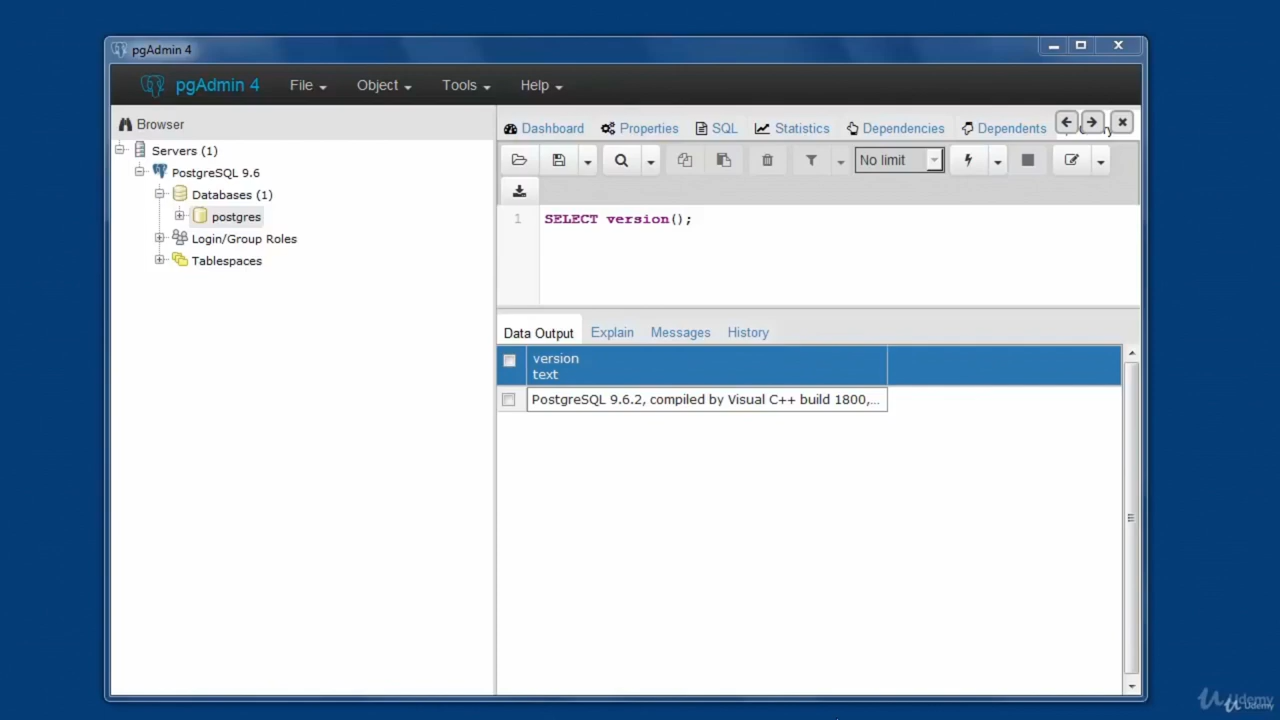 pgAdmin 4
pgAdmin 4 File Object Tools Help
Browser
Servers (1)
PostgreSQL 9.6
Databases (1)
postgres
Login/Group Roles
Tablespaces
Dashboard Properties SQL Statistics Dependencies Dependents
No limit
1 SELECT version();
Data Output Explain Messages History
version
text
PostgreSQL 9.6.2, compiled by Visual C++ build 1800,...
Udemy